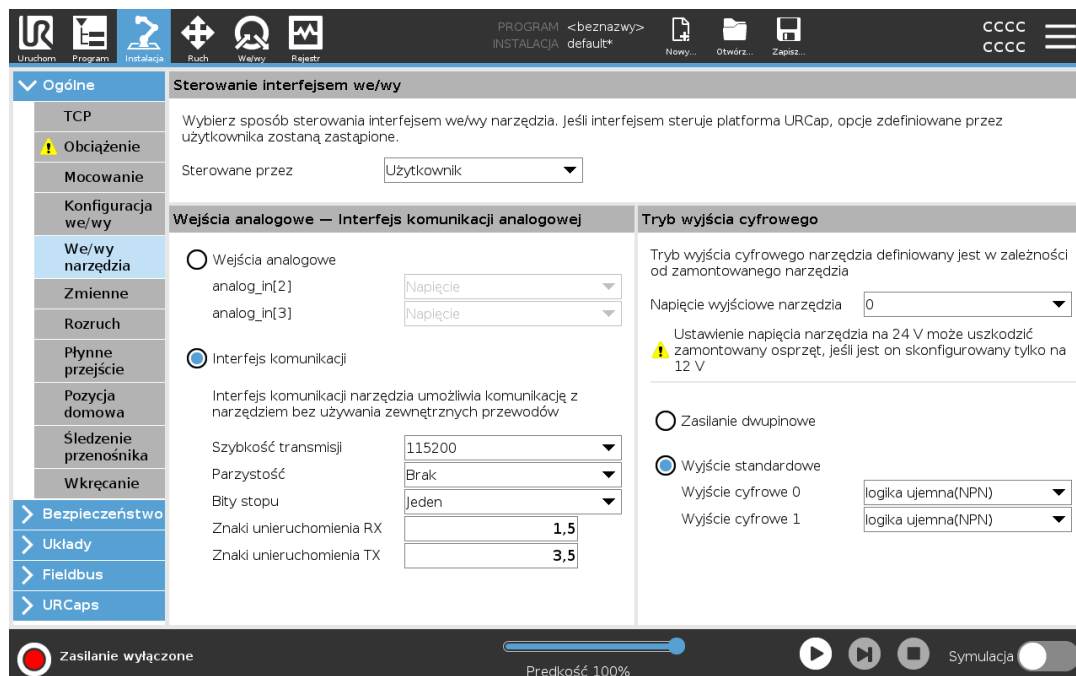 UR
PROGRAM <beznazwy>
INSTALACJA default*
CCCC
CCCC
Uruchom Program Instalacja Ruch We/wy Rejestr Nowy... Otwórz... Zapisz...
Ogólne
TCP
Obciążenie
Mocowanie
Konfiguracja
we/wy
We/wy
narzędzia
Zmienne
Rozruch
Płynne
przejście
Pozycja
domowa
Śledzenie
przenośnika
Wkręcanie
Bezpieczeństwo
Układy
Fieldbus
URCaps
Sterowanie interfejsem we/wy
Wybierz sposób sterowania interfejsem we/wy narzędzia. Jeśli interfejsem steruje platforma URCap, opcje zdefiniowane przez
użytkownika zostaną zastąpione.
Sterowane przez Użytkownik
Wejścia analogowe — Interfejs komunikacji analogowej
Wejścia analogowe
analog_in[2] Napięcie
analog_in[3] Napięcie
Interfejs komunikacji
Interfejs komunikacji narzędzia umożliwia komunikację z
narzędziem bez używania zewnętrznych przewodów
Szybkość transmisji 115200
Parzystość Brak
Bity stopu Jeden
Znaki unieruchomienia RX 1,5
Znaki unieruchomienia TX 3,5
Tryb wyjścia cyfrowego
Tryb wyjścia cyfrowego narzędzia definiowany jest w zależności
od zamontowanego narzędzia
Napięcie wyjściowe narzędzia 0
Ustawienie napięcia narzędzia na 24 V może uszkodzić
zamontowany osprzęt, jeśli jest on skonfigurowany tylko na
12 V
Zasilanie dwupinowe
Wyjście standardowe
Wyjście cyfrowe 0 logika ujemna(NPN)
Wyjście cyfrowe 1 logika ujemna(NPN)
Zasilanie wyłączone
Prędkość 100%
Symulacja